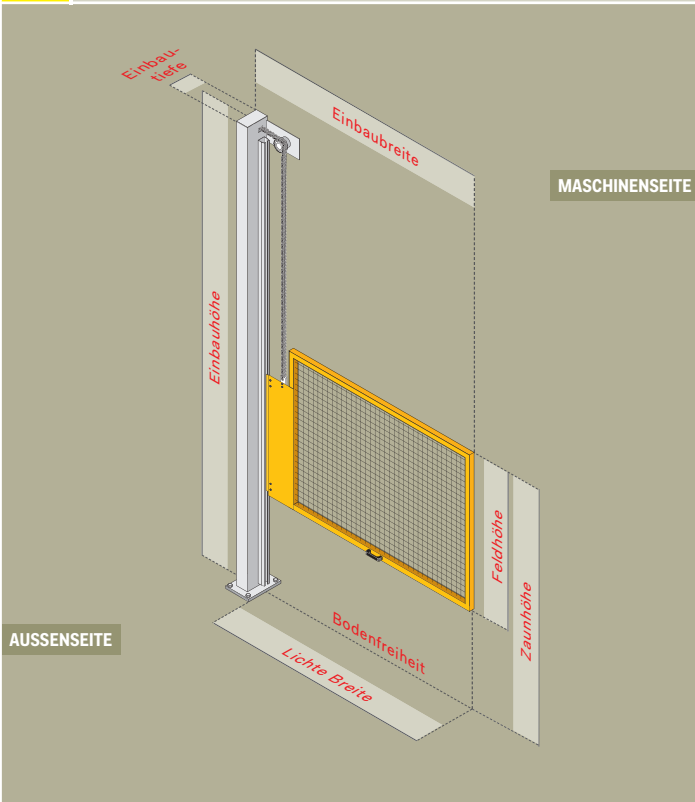 Einbau-
tiefe
Einbaubreite
MASCHINENSEITE
Einbauhöhe
Feldhöhe
Zaunhöhe
Bodenfreiheit
AUSSENSEITE
Lichte Breite